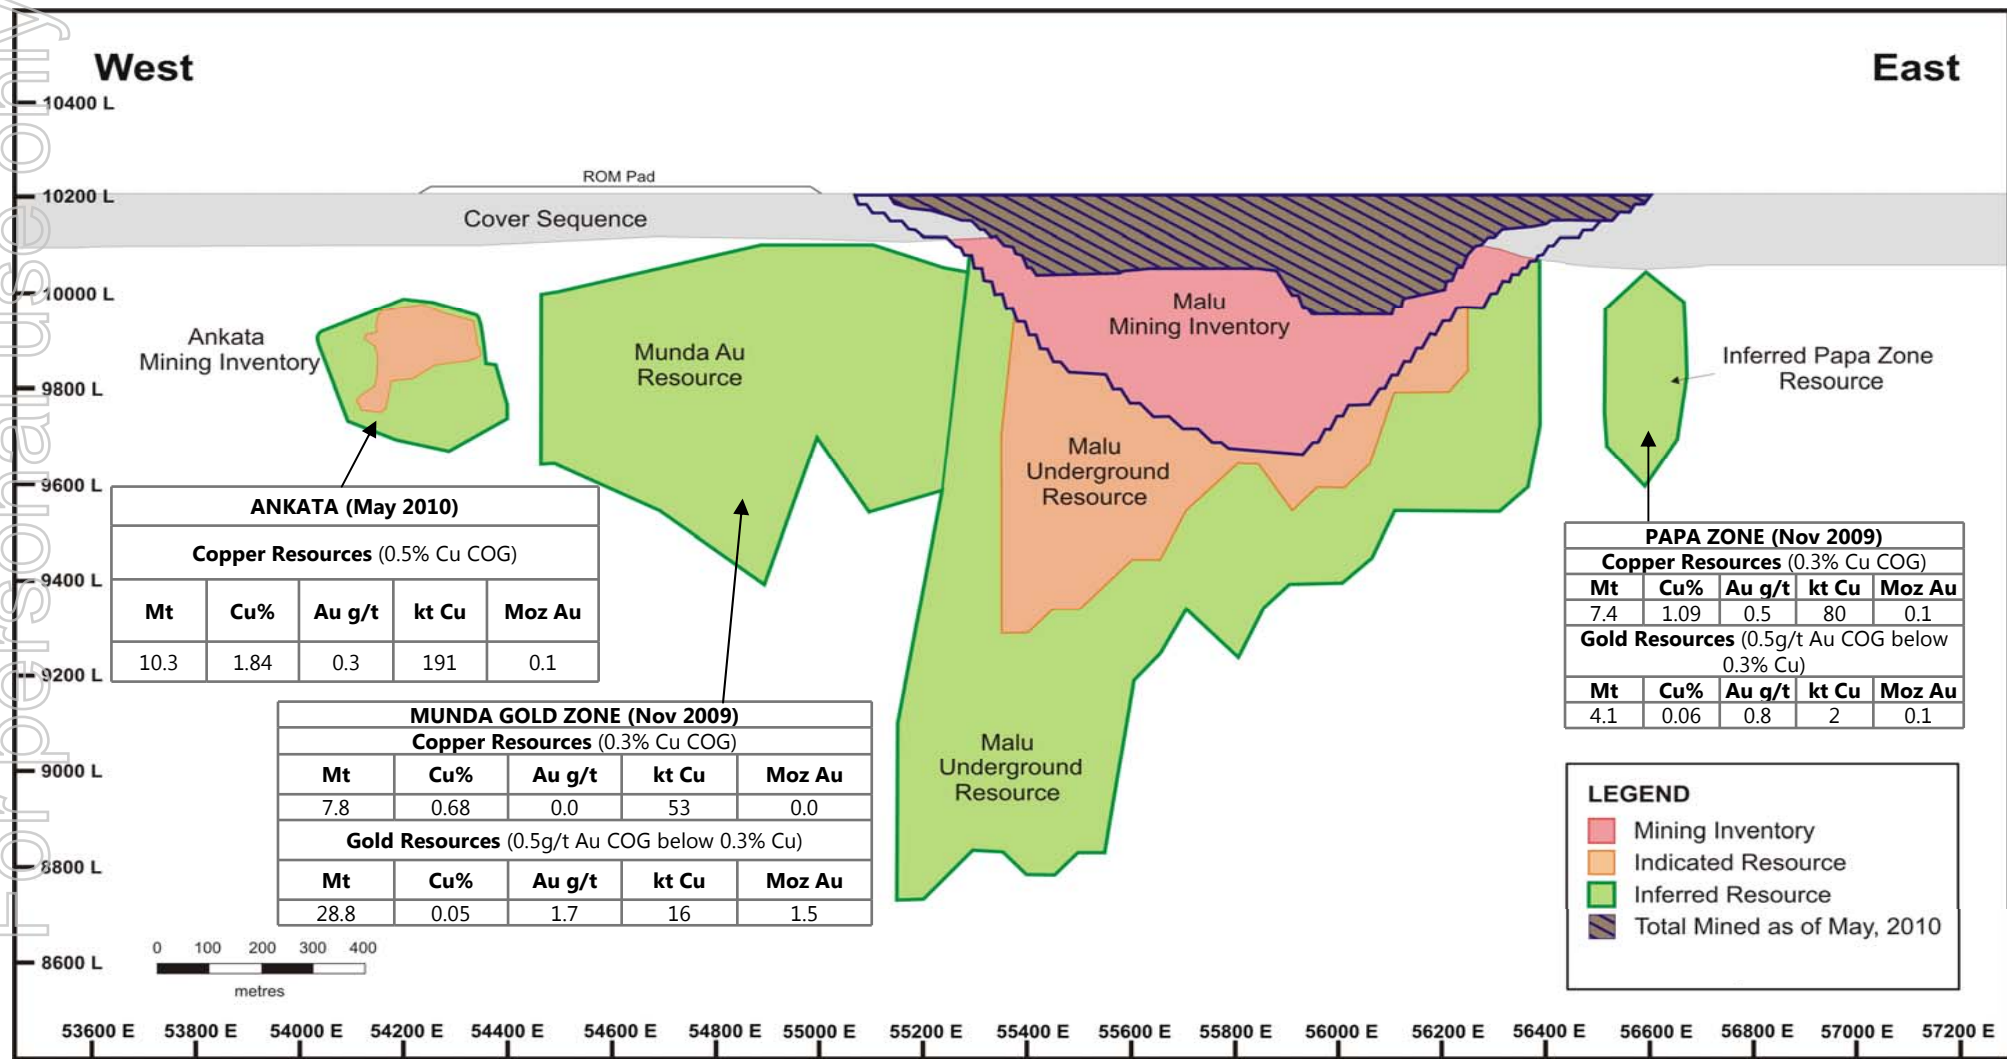 For personal use only
West
East
10400 L
10200 L
10000 L
9800 L
9600 L
9400 L
9200 L
9000 L
8800 L
8600 L
ROM Pad
Cover Sequence
Ankata
Mining Inventory
Munda Au
Resource
Malu
Mining Inventory
Malu
Underground
Resource
Malu
Underground
Resource
Inferred Papa Zone
Resource
ANKATA (May 2010)
Copper Resources (0.5% Cu COG)
Mt Cu% Au g/t kt Cu Moz Au
10.3 1.84 0.3 191 0.1
MUNDA GOLD ZONE (Nov 2009)
Copper Resources (0.3% Cu COG)
Mt Cu% Au g/t kt Cu Moz Au
7.8 0.68 0.0 53 0.0
Gold Resources (0.5g/t Au COG below 0.3% Cu)
Mt Cu% Au g/t kt Cu Moz Au
28.8 0.05 1.7 16 1.5
PAPA ZONE (Nov 2009)
Copper Resources (0.3% Cu COG)
Mt Cu% Au g/t kt Cu Moz Au
7.4 1.09 0.5 80 0.1
Gold Resources (0.5g/t Au COG below
0.3% Cu)
Mt Cu% Au g/t kt Cu Moz Au
4.1 0.06 0.8 2 0.1
LEGEND
Mining Inventory
Indicated Resource
Inferred Resource
Total Mined as of May, 2010
0 100 200 300 400
metres
53600 E 53800 E 54000 E 54200 E 54400 E 54600 E 54800 E 55000 E 55200 E 55400 E 55600 E 55800 E 56000 E 56200 E 56400 E 56600 E 56800 E 57000 E 57200 E